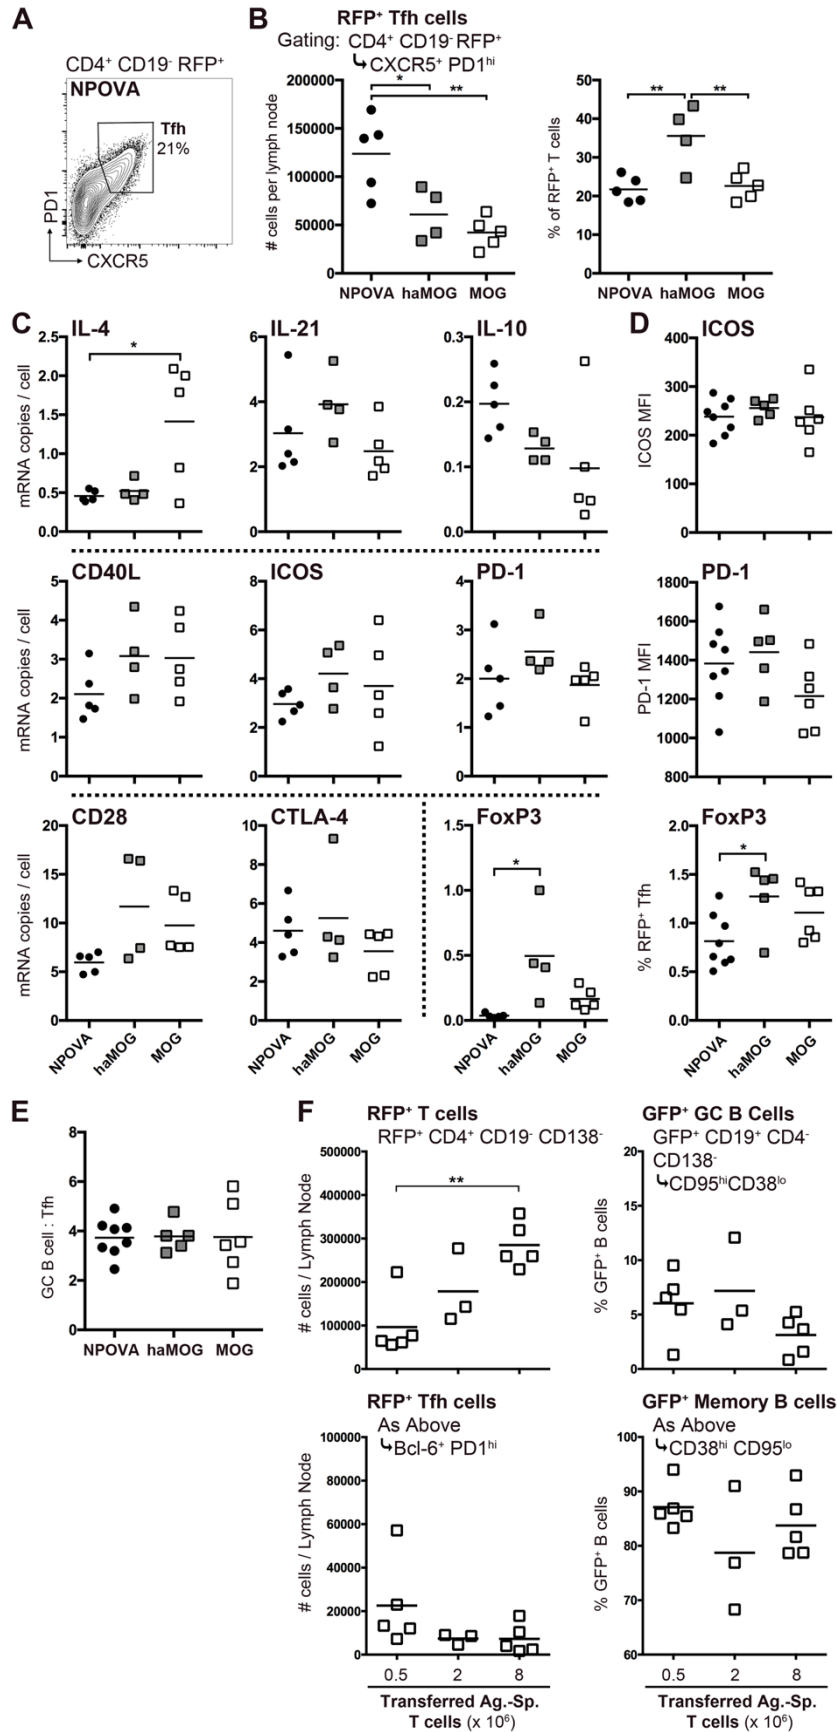 A
CD4⁺ CD19⁻ RFP⁺
NPOVA
Tfh
21%
PD1
CXCR5
B
RFP⁺ Tfh cells
Gating: CD4⁺ CD19⁻ RFP⁺
CXCR5⁺ PD1ʰⁱ
# cells per lymph node
200000
150000
100000
50000
0
*
**
NPOVA haMOG MOG
% of RFP⁺ T cells
50
40
30
20
10
0
** **
NPOVA haMOG MOG
C
IL-4
mRNA copies / cell
2.5
2.0
1.5
1.0
0.5
0.0
*
IL-21
6
4
2
0
IL-10
0.3
0.2
0.1
0.0
D
ICOS
ICOS MFI
400
300
200
100
0
CD40L
mRNA copies / cell
5
4
3
2
1
0
ICOS
8
6
4
2
0
PD-1
4
3
2
1
0
PD-1
PD-1 MFI
1800
1600
1400
1200
1000
800
CD28
mRNA copies / cell
20
15
10
5
0
NPOVA haMOG MOG
CTLA-4
10
8
6
4
2
0
NPOVA haMOG MOG
FoxP3
1.5
1.0
0.5
0.0
*
NPOVA haMOG MOG
FoxP3
% RFP⁺ Tfh
2.0
1.5
1.0
0.5
0.0
*
NPOVA haMOG MOG
E
GC B cell : Tfh
8
6
4
2
0
NPOVA haMOG MOG
F
RFP⁺ T cells
RFP⁺ CD4⁺ CD19⁻ CD138⁻
# cells / Lymph Node
500000
400000
300000
200000
100000
0
**
GFP⁺ GC B Cells
GFP⁺ CD19⁺ CD4⁻
CD138⁻
CD95ʰⁱCD38ˡᵒ
% GFP⁺ B cells
20
15
10
5
0
RFP⁺ Tfh cells
As Above
Bcl-6⁺ PD1ʰⁱ
# cells / Lymph Node
100000
80000
60000
40000
20000
0
0.5 2 8
Transferred Ag.-Sp.
T cells (x 10⁶)
GFP⁺ Memory B cells
As Above
CD38ʰⁱ CD95ˡᵒ
% GFP⁺ B cells
100
90
80
70
60
0.5 2 8
Transferred Ag.-Sp.
T cells (x 10⁶)